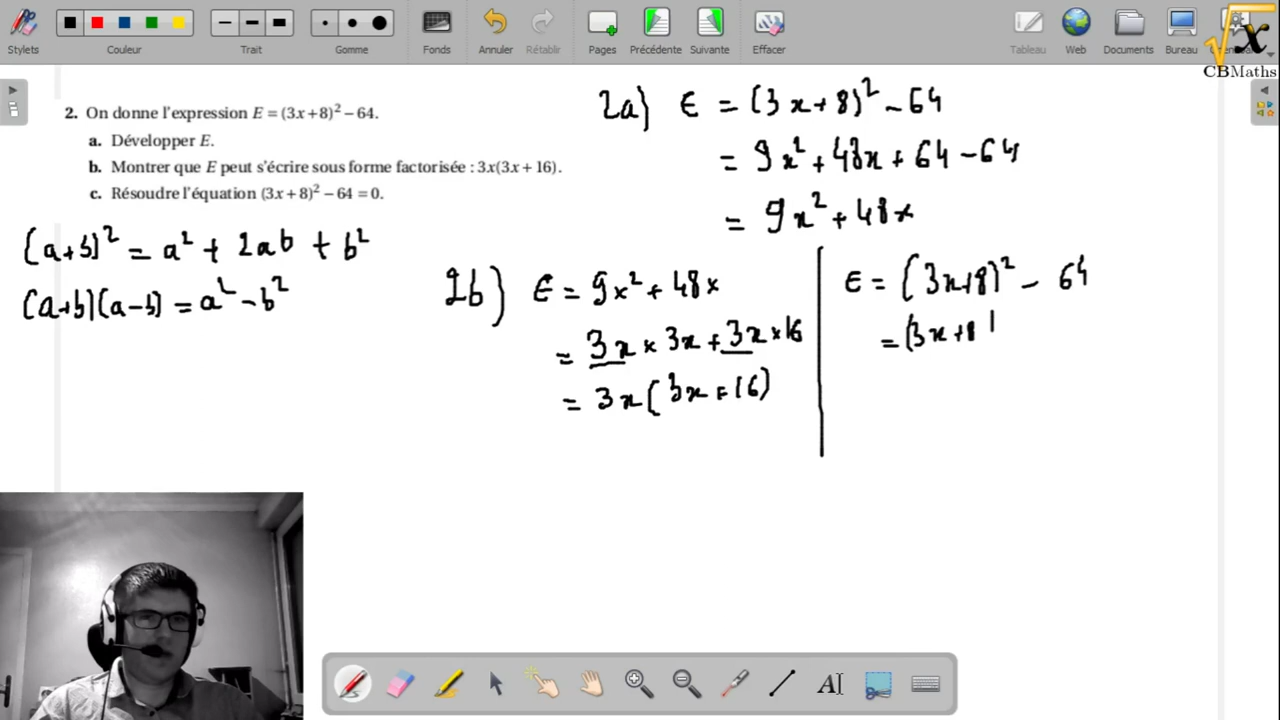 Stylets
Couleur
Trait
Gomme
Fonds
Annuler
Rétablir
Pages
Précédente
Suivante
Effacer
Tableau
Web
Documents
Bureau
CBMaths
2. On donne l'expression E = (3x+8)² – 64.
a. Développer E.
b. Montrer que E peut s'écrire sous forme factorisée : 3x(3x + 16).
c. Résoudre l'équation (3x+8)² – 64 = 0.
(a+b)² = a² + 2ab + b²
(a+b)(a-b) = a² - b²
2a) E = (3x+8)² - 64
= 9x² + 48x + 64 - 64
= 9x² + 48x
2b) E = 9x² + 48x
= 3x × 3x + 3x × 16
= 3x(3x + 16)
E = (3x+8)² - 64
= (3x+8